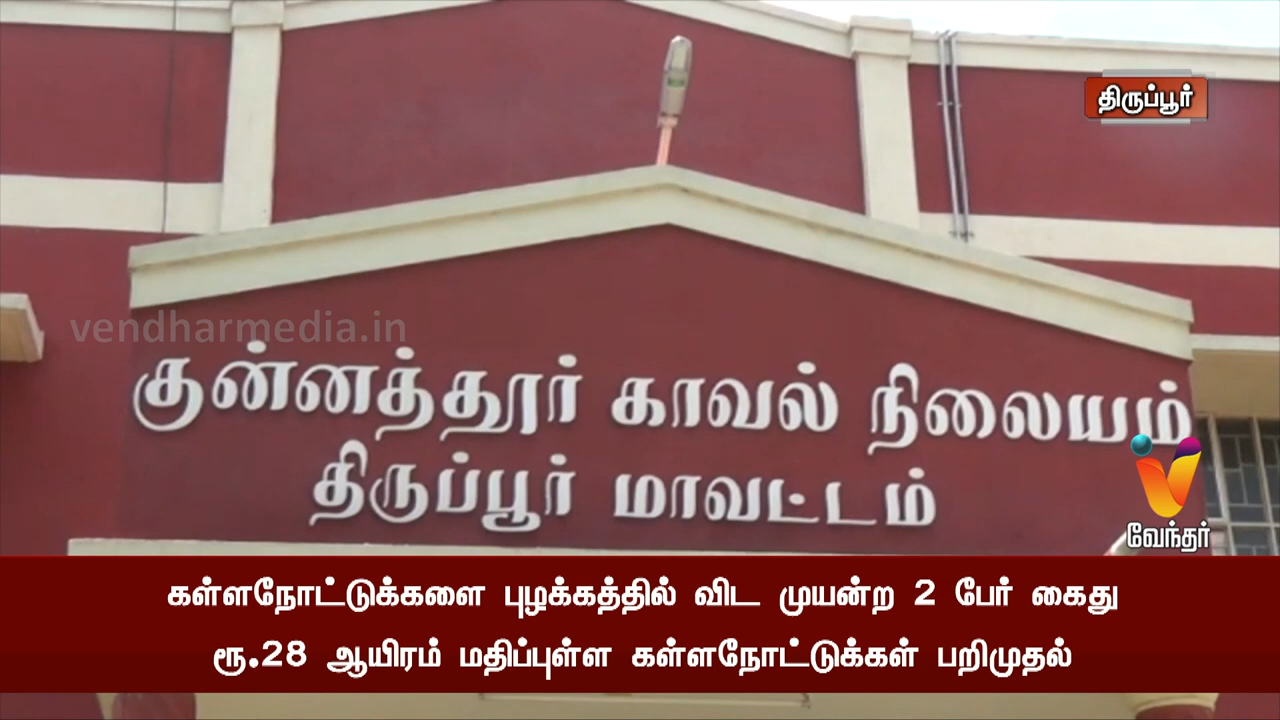 திருப்பூர்
vendharmedia.in
குன்னத்தூர் காவல் நிலையம்
திருப்பூர் மாவட்டம்
வேந்தர்
கள்ளநோட்டுக்களை புழக்கத்தில் விட முயன்ற 2 பேர் கைது
ரூ.28 ஆயிரம் மதிப்புள்ள கள்ளநோட்டுக்கள் பறிமுதல்